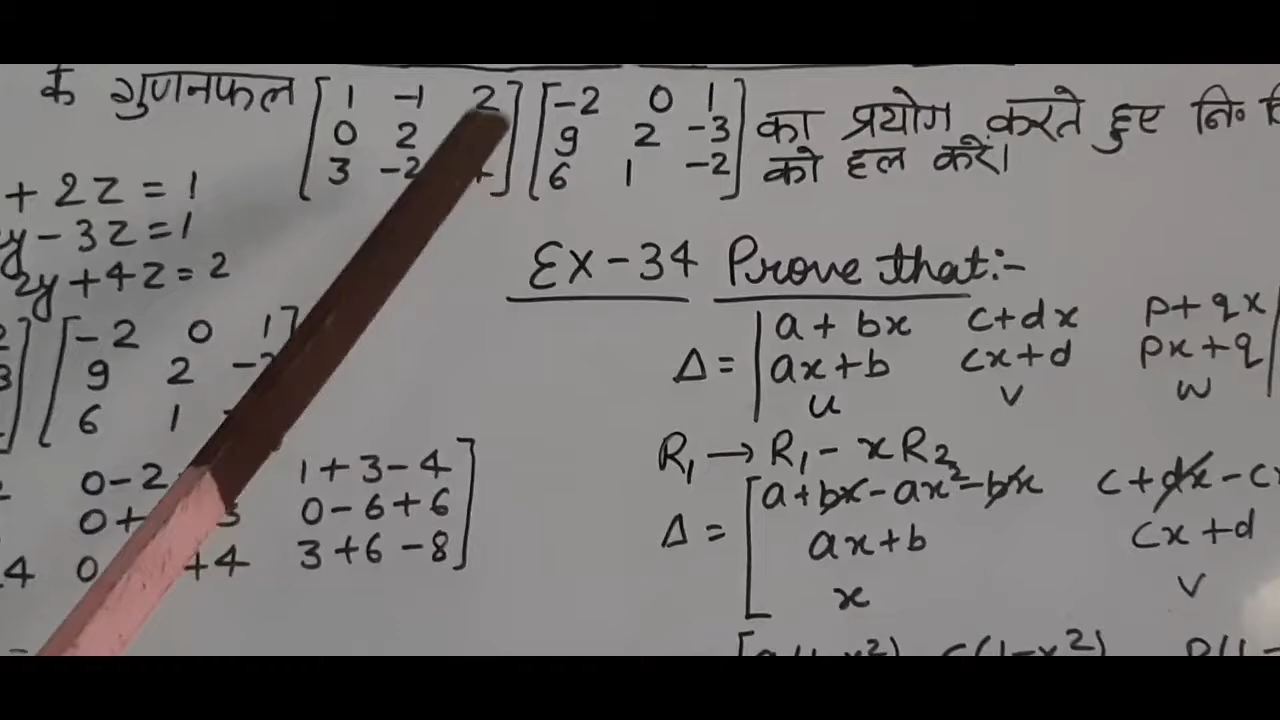 के गुणनफल [1 -1 2 [-2 0 1] का प्रयोग करते हुए नि०
0 2 9 2 -3
3 -2 6 1 -2] को हल करें।
+ 2z = 1
y - 3z = 1
2y + 4z = 2
Ex - 34 Prove that:-
[-2 0 1]
9 2
6 1
Δ = | a + bx c + dx p + qx |
ax + b cx + d px + q
u v w
R₁ → R₁ - xR₂
0 - 2 1 + 3 - 4
0 + 0 - 6 + 6
4 0 + 4 3 + 6 - 8
Δ = [ a + bx - ax² - bx c + dx - c
ax + b cx + d
x v